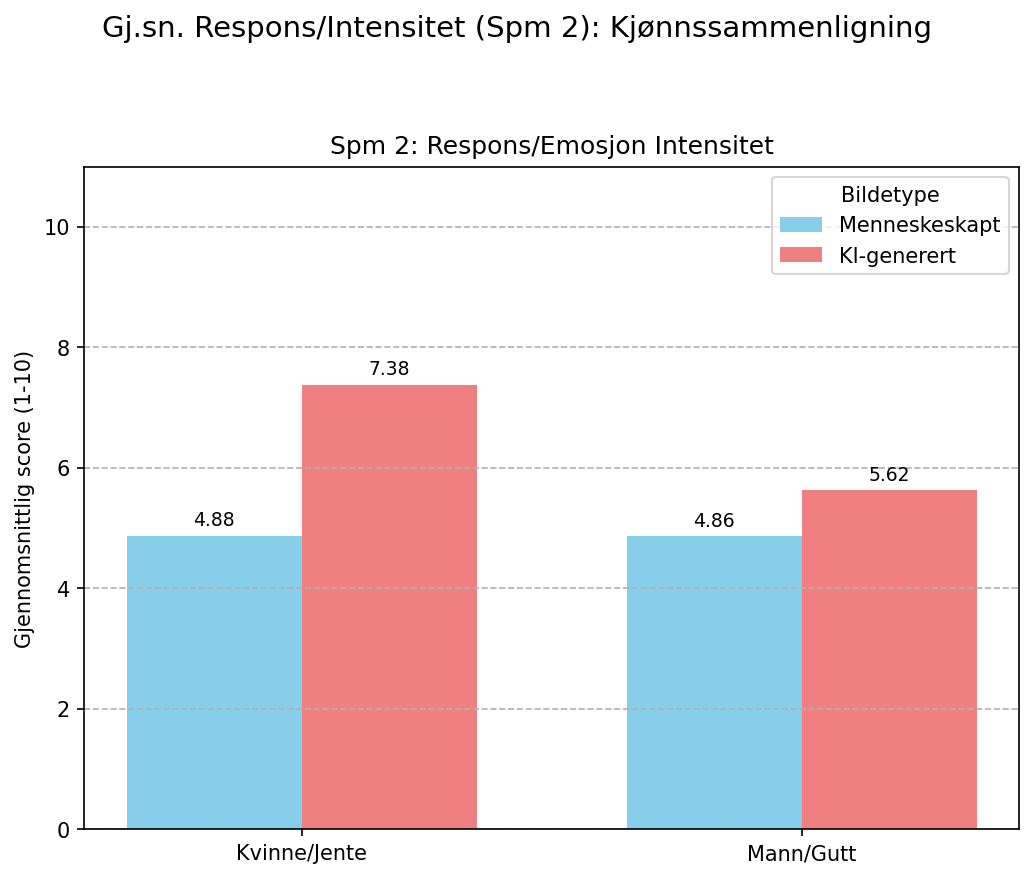 Gj.sn. Respons/Intensitet (Spm 2): Kjønnssammenligning
Spm 2: Respons/Emosjon Intensitet
Bildetype
Menneskeskapt
KI-generert
Gjennomsnittlig score (1-10)
10
8
6
4
2
0
4.88
7.38
4.86
5.62
Kvinne/Jente
Mann/Gutt